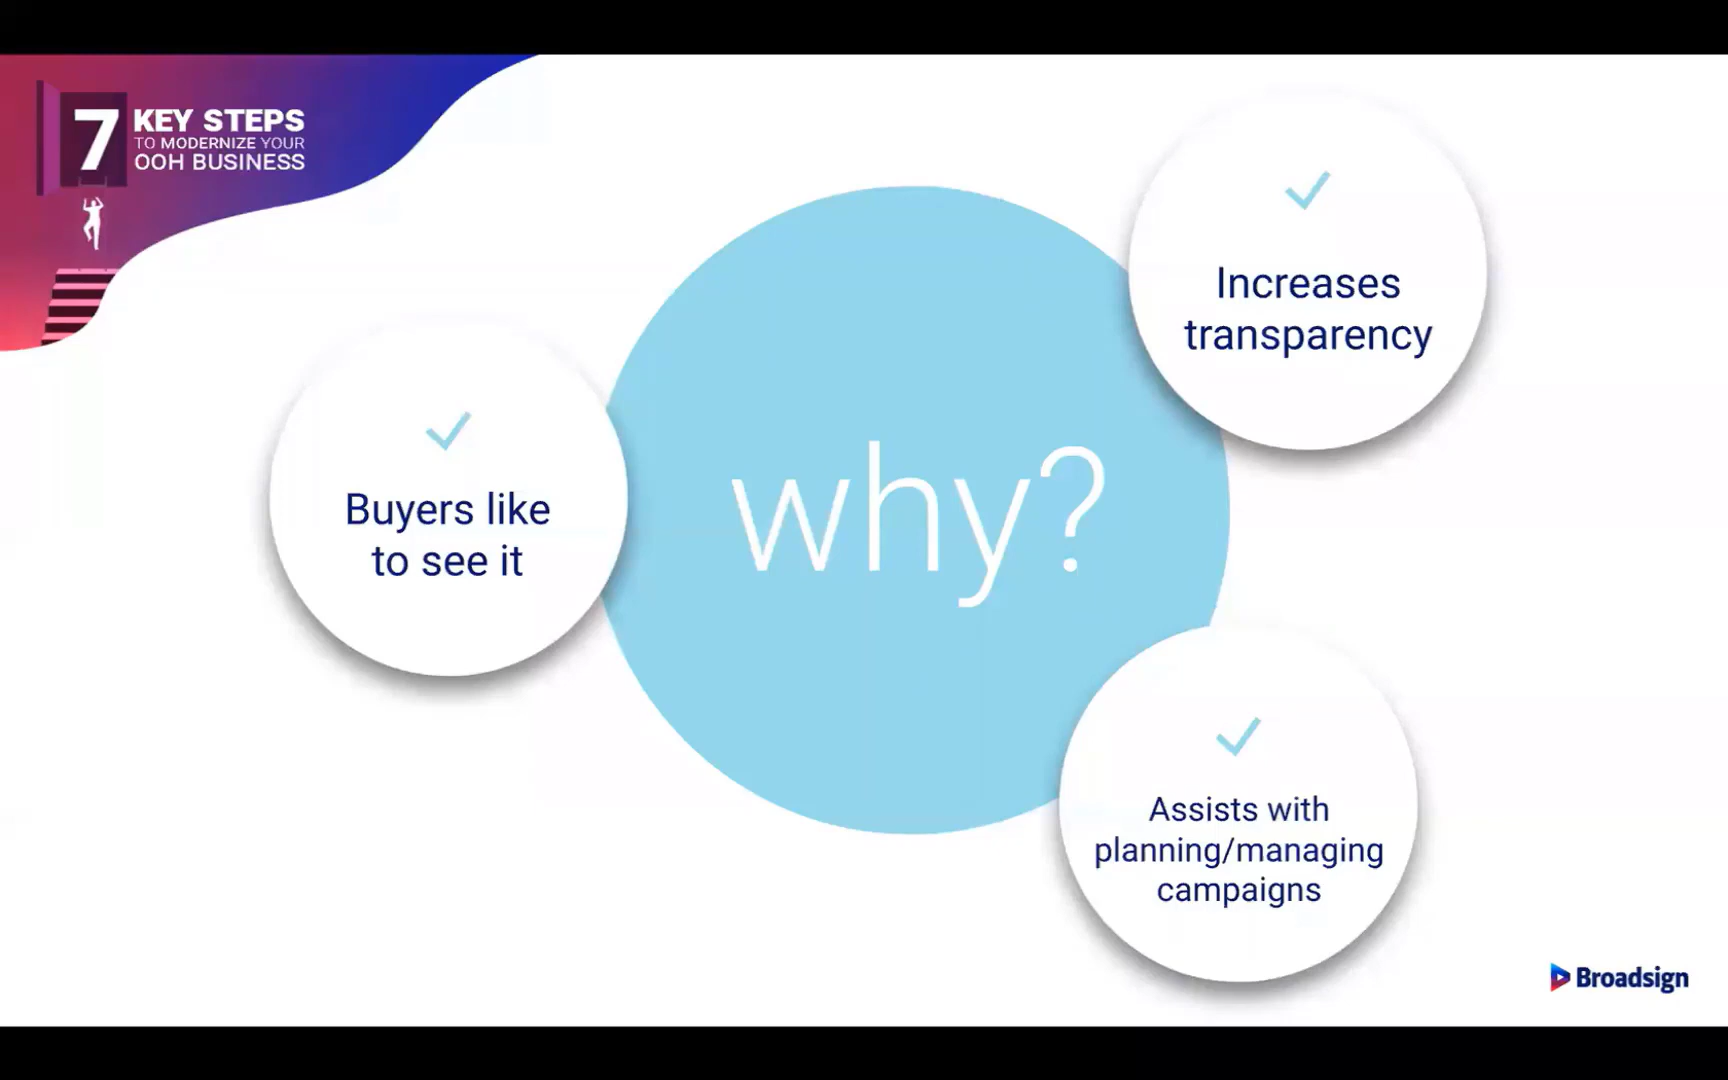 7
KEY STEPS
TO MODERNIZE YOUR
OOH BUSINESS
Increases
transparency
Buyers like
to see it
why?
Assists with
planning/managing
campaigns
Broadsign